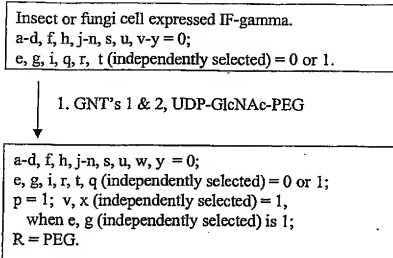 Insect or fungi cell expressed IF-gamma.
a-d, f, h, j-n, s, u, v-y = 0;
e, g, i, q, r, t (independently selected) = 0 or 1.
1. GNT's 1 & 2, UDP-GlcNAc-PEG
a-d, f, h, j-n, s, u, w, y = 0;
e, g, i, r, t, q (independently selected) = 0 or 1;
p = 1; v, x (independently selected) = 1,
when e, g (independently selected) is 1;
R = PEG.